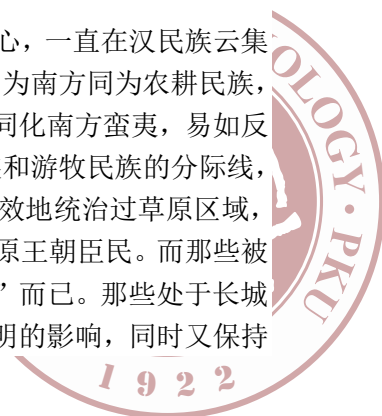 心，一直在汉民族云集
为南方同为农耕民族，
同化南方蛮夷，易如反
和游牧民族的分际线，
效地统治过草原区域，
原王朝臣民。而那些被
”而已。那些处于长城
明的影响，同时又保持
OLOGY · PKU
1922